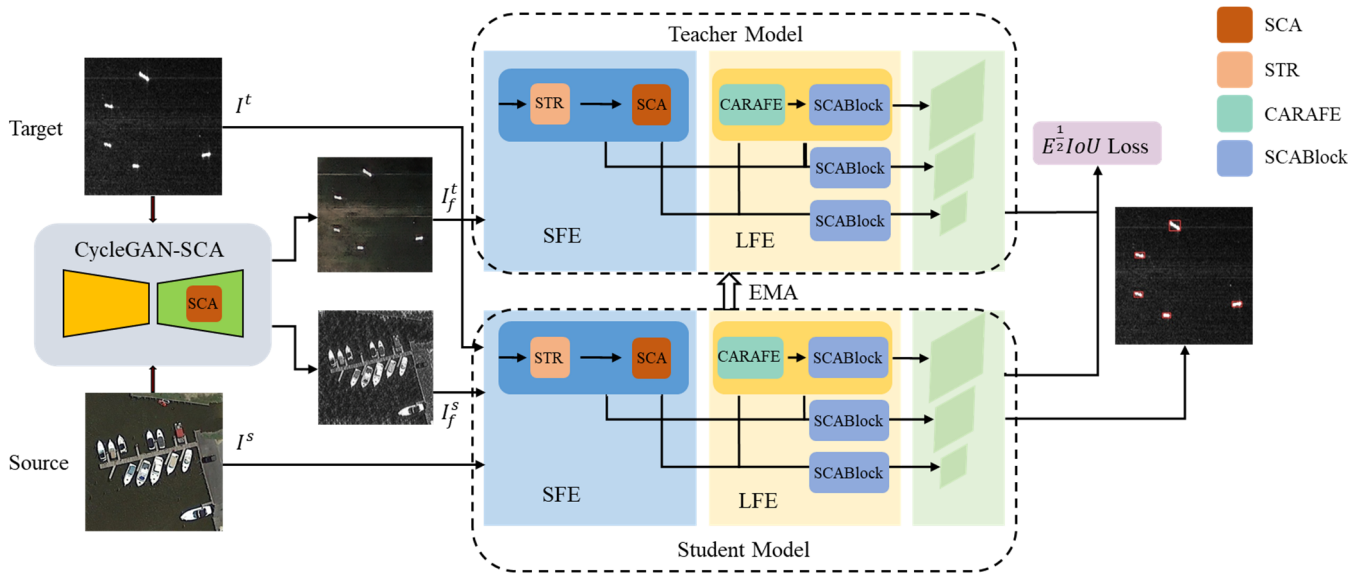 Teacher Model
SCA
STR
CARAFE
SCABlock
Target
I^t
STR
SCA
CARAFE
SCABlock
SCABlock
SCABlock
E^{1/2}IoU Loss
I_f^t
SFE
LFE
CycleGAN-SCA
SCA
EMA
STR
SCA
CARAFE
SCABlock
SCABlock
SCABlock
I_f^s
I^s
Source
SFE
LFE
Student Model